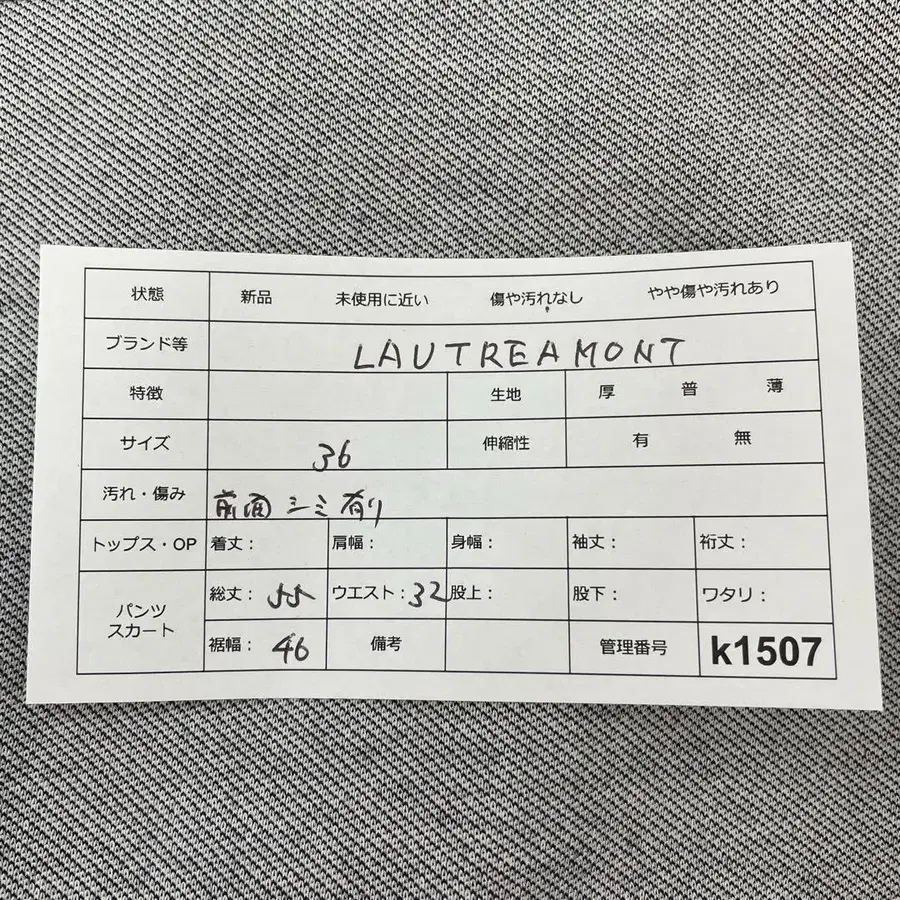 状態 新品 未使用に近い 傷や汚れなし やや傷や汚れあり
ブランド等 LAUTREAMONT
特徴 生地 厚 普 薄
サイズ 36 伸縮性 有 無
汚れ・傷み 前面シミ有り
トップス・OP 着丈： 肩幅： 身幅： 袖丈： 裄丈：
パンツ 総丈：55 ウエスト：32 股上： 股下： ワタリ：
スカート
裾幅：46 備考 管理番号 k1507